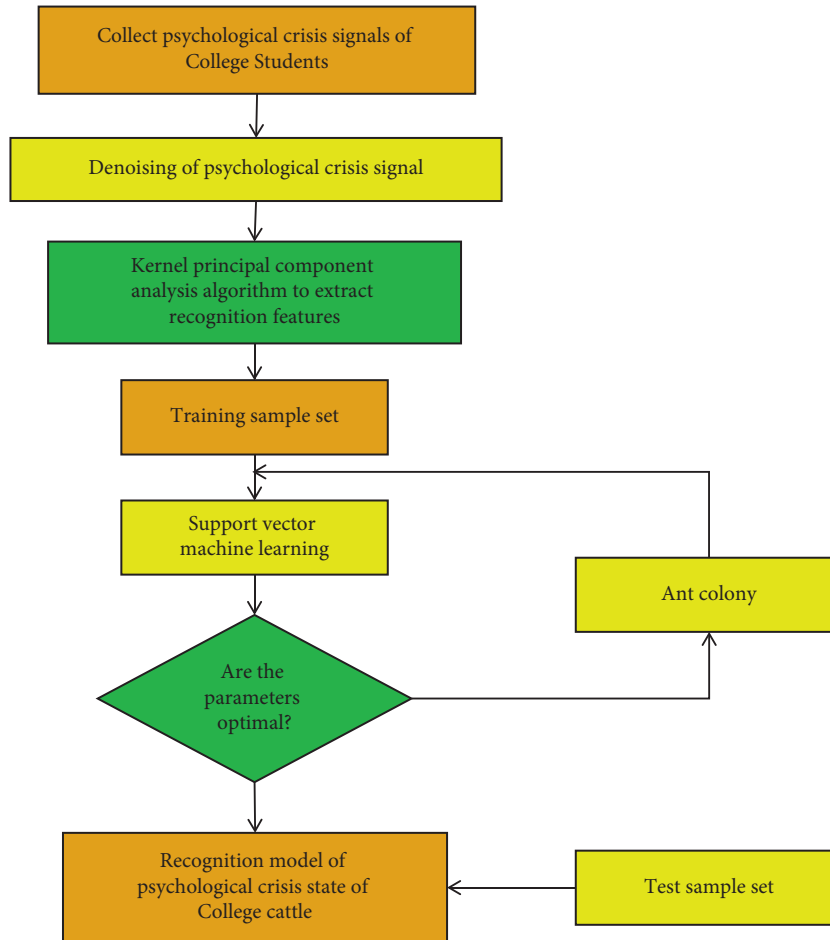 Collect psychological crisis signals of
College Students
Denoising of psychological crisis signal
Kernel principal component
analysis algorithm to extract
recognition features
Training sample set
Support vector
machine learning
Ant colony
Are the
parameters
optimal?
Recognition model of
psychological crisis state of
College cattle
Test sample set